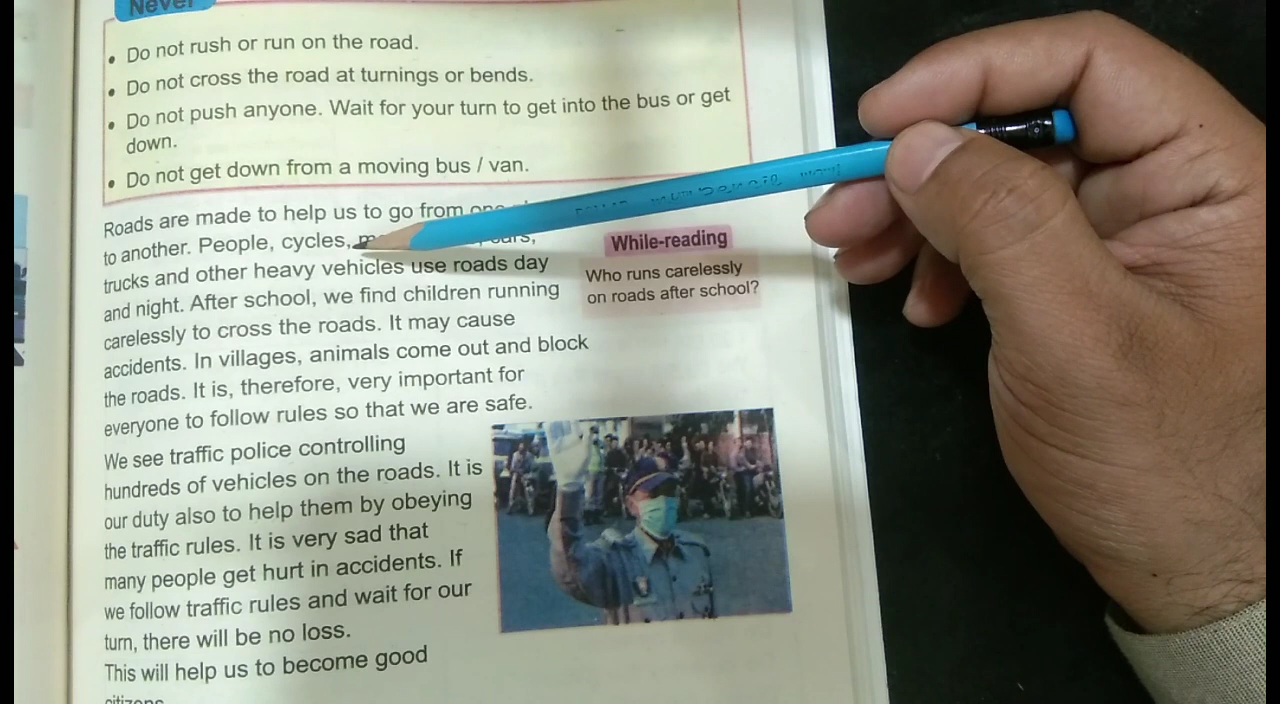 Never
• Do not rush or run on the road.
• Do not cross the road at turnings or bends.
• Do not push anyone. Wait for your turn to get into the bus or get
down.
• Do not get down from a moving bus / van.
Roads are made to help us to go from one
to another. People, cycles, cars,
trucks and other heavy vehicles use roads day
and night. After school, we find children running
carelessly to cross the roads. It may cause
accidents. In villages, animals come out and block
the roads. It is, therefore, very important for
everyone to follow rules so that we are safe.
While-reading
Who runs carelessly
on roads after school?
We see traffic police controlling
hundreds of vehicles on the roads. It is
our duty also to help them by obeying
the traffic rules. It is very sad that
many people get hurt in accidents. If
we follow traffic rules and wait for our
turn, there will be no loss.
This will help us to become good
citizens